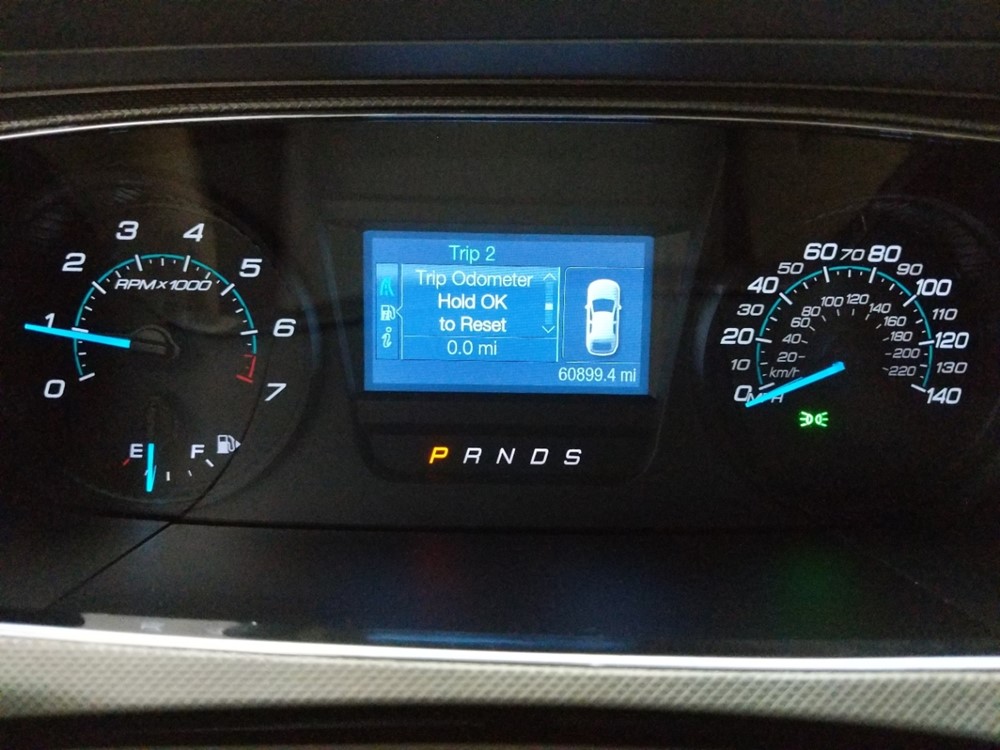 Trip 2
Trip Odometer
Hold OK
to Reset
0.0 mi
60899.4 mi
P R N D S
0 1 2 3 4 5 6 7
RPMx1000
E F
0 10 20 30 40 50 60 70 80 90 100 110 120 130 140
MPH
20 40 60 80 100 120 140 160 180 200 220
km/h